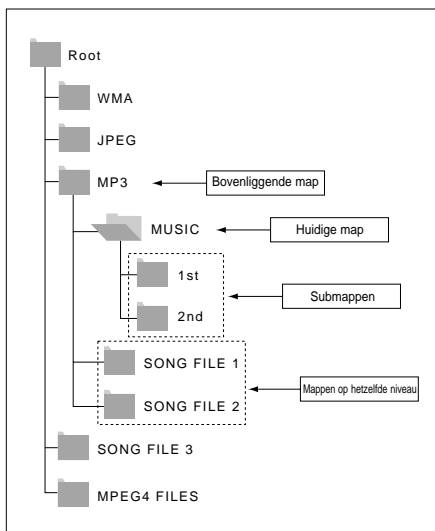 Root
WMA
JPEG
MP3
Bovenliggende map
MUSIC
Huidige map
1st
Submappen
2nd
SONG FILE 1
Mappen op hetzelfde niveau
SONG FILE 2
SONG FILE 3
MPEG4 FILES